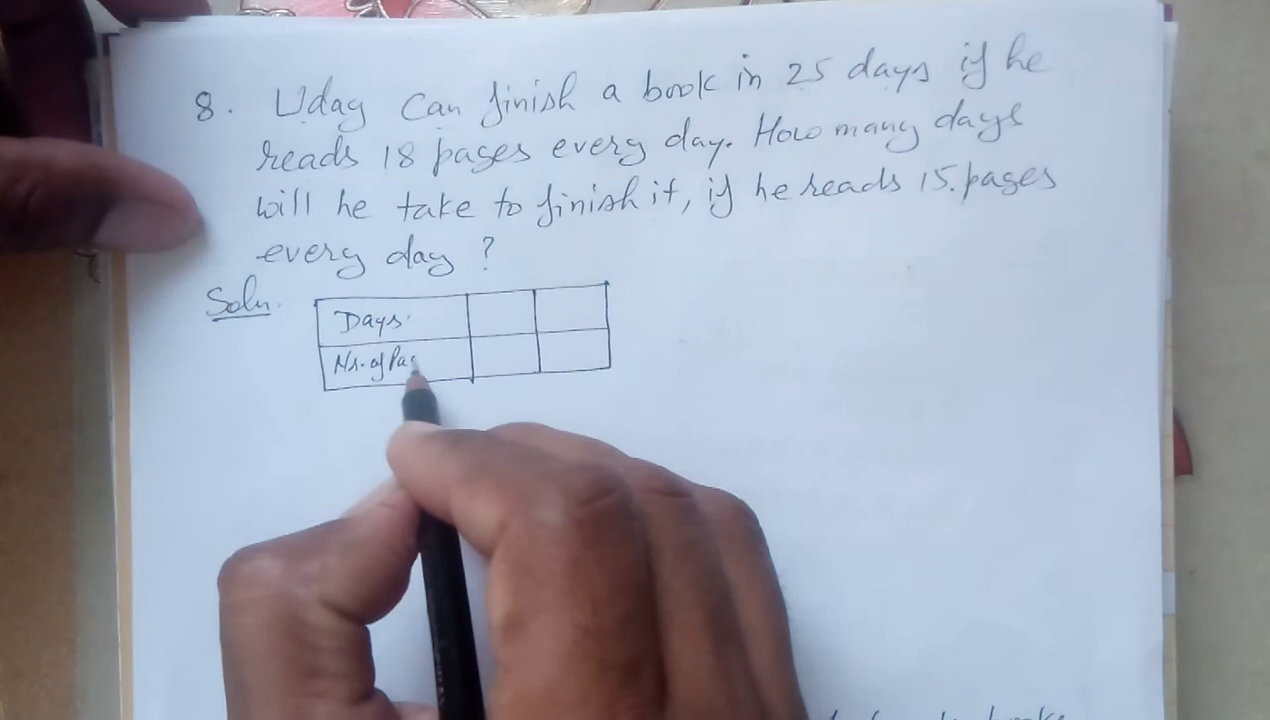 8. Uday can finish a book in 25 days if he
reads 18 pages every day. How many days
will he take to finish it, if he reads 15 pages
every day?
Soln.
Days.
No. of Pag